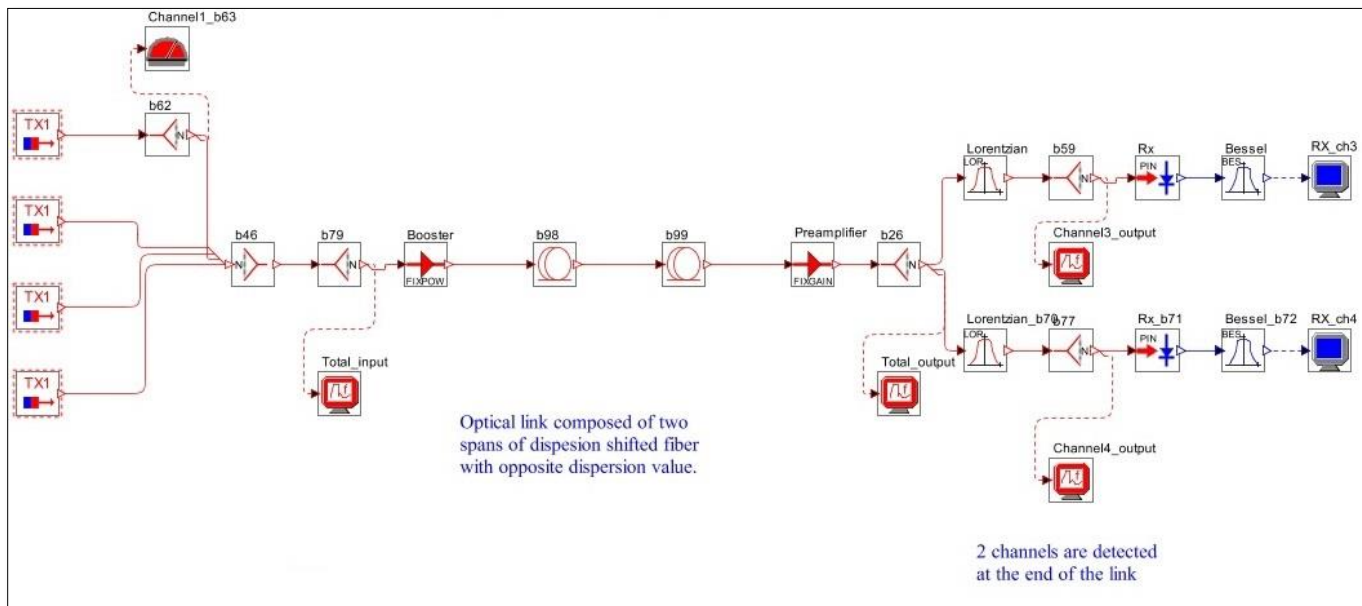 Channel1_b63
TX1
b62
N
TX1
TX1
TX1
b46
N
b79
N
Booster
FIXPOW
b98
b99
Preamplifier
FIXGAIN
b26
N
Total_input
Total_output
Lorentzian
LOR
b59
N
Rx
PIN
Bessel
BES
RX_ch3
Channel3_output
Lorentzian_b70
LOR
b77
N
Rx_b71
PIN
Bessel_b72
BES
RX_ch4
Channel4_output
Optical link composed of two
spans of dispesion shifted fiber
with opposite dispersion value.
2 channels are detected
at the end of the link